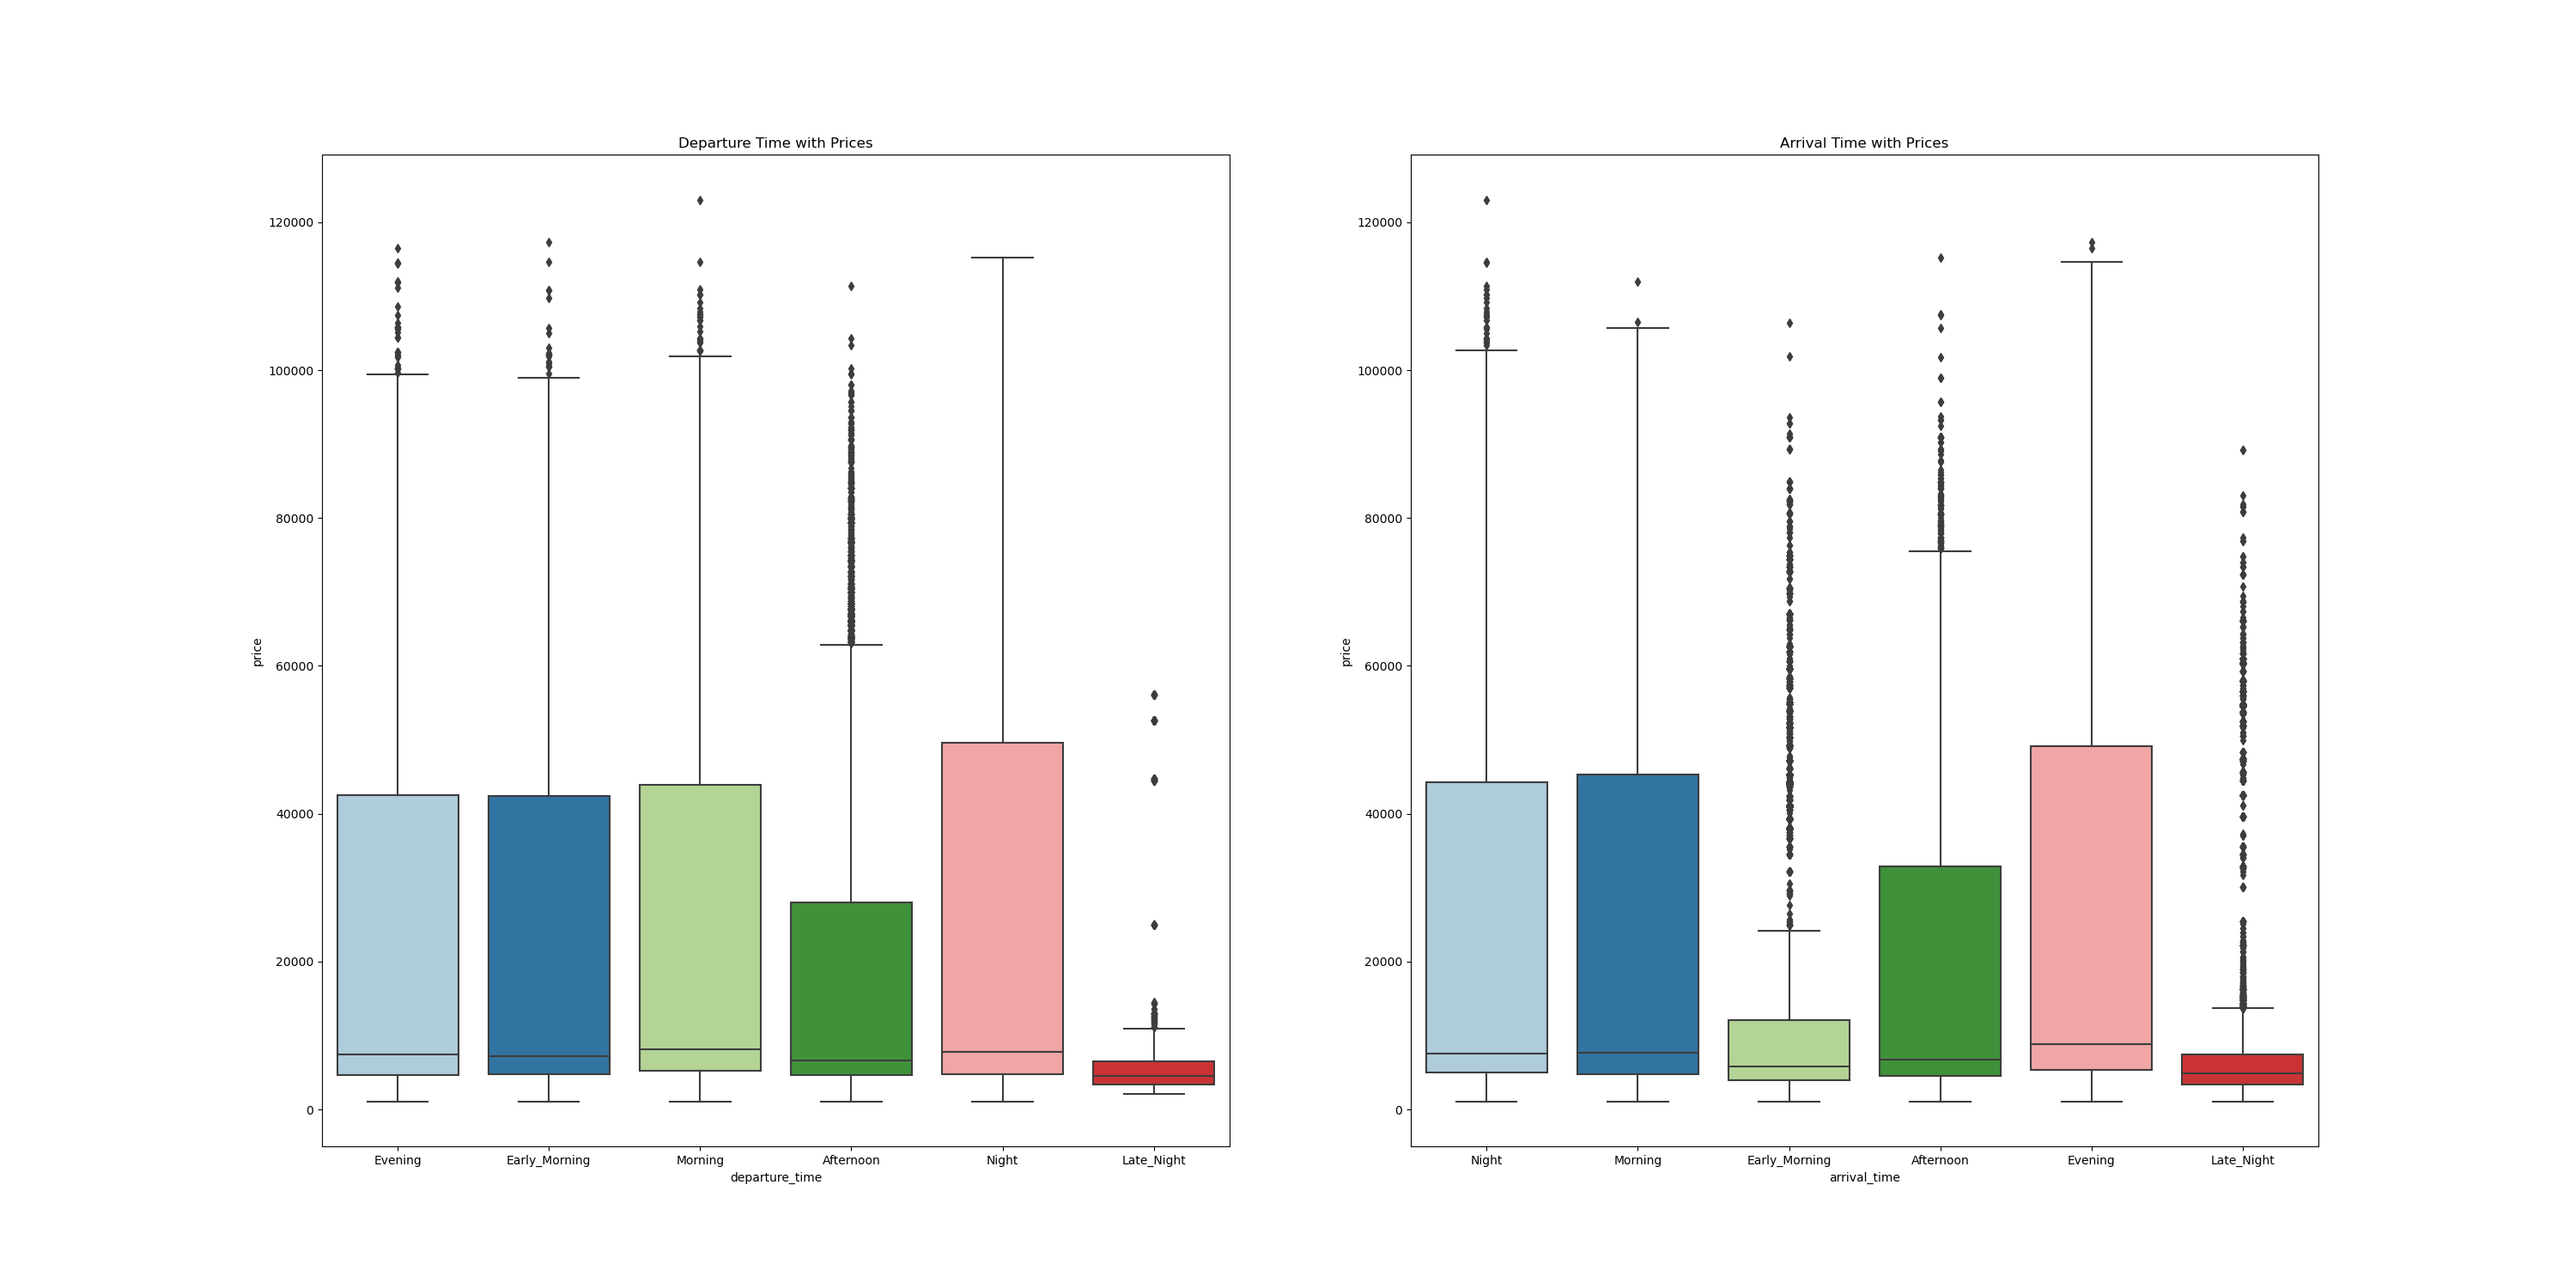 Departure Time with Prices
120000
100000
80000
60000
40000
20000
0
price
Evening Early_Morning Morning Afternoon Night Late_Night
departure_time
Arrival Time with Prices
120000
100000
80000
60000
40000
20000
0
price
Night Morning Early_Morning Afternoon Evening Late_Night
arrival_time